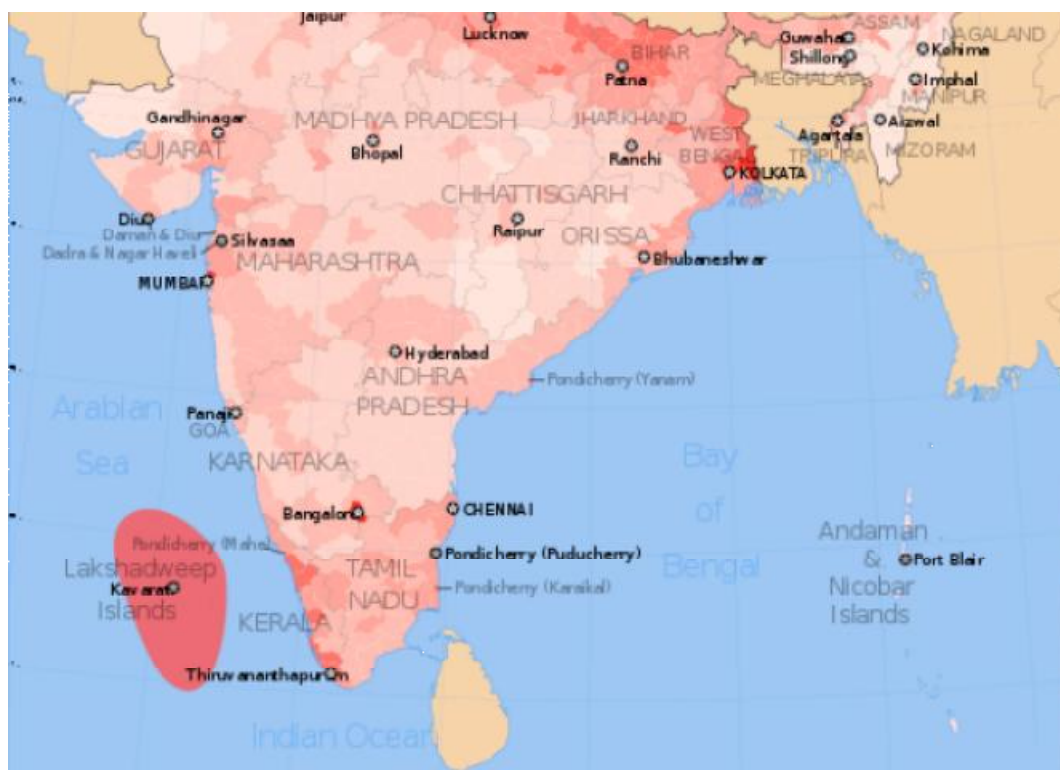 Jaipur
Lucknow
ASSAM
Guwaha
NAGALAND
Kohima
BIHAR
Shillong
Patna
MEGHALAYA
Imphal
MANIPUR
Gandhinagar
MADHYA PRADESH
JHARKHAND
WEST
BENGAL
Agartala
Aizwal
GUJARAT
Bhopal
Ranchi
TRIPURA
MIZORAM
KOLKATA
CHHATTISGARH
Diu
Daman & Diu
Raipur
ORISSA
Silvasaa
Dadra & Nagar Haveli
MAHARASHTRA
Bhubaneshwar
MUMBAI
Hyderabad
ANDHRA
PRADESH
Pondicherry (Yanam)
Arabian
Sea
Panaji
GOA
KARNATAKA
Bay
of
Bengal
Bangalore
CHENNAI
Andaman
&
Nicobar
Islands
Port Blair
Pondicherry (Mahe)
Pondicherry (Puducherry)
Lakshadweep
Islands
Kavarati
TAMIL
NADU
Pondicherry (Karaikal)
KERALA
Thiruvananthapuram
Indian Ocean